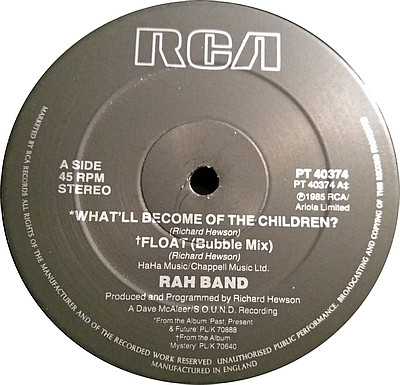 RCA
A SIDE
45 RPM
STEREO
PT 40374
PT 40374 A‡
℗1985 RCA/
Ariola Limited
*WHAT'LL BECOME OF THE CHILDREN?
(Richard Hewson)
†FLOAT (Bubble Mix)
(Richard Hewson)
HaHa Music/Chappell Music Ltd.
RAH BAND
Produced and Programmed by Richard Hewson
A Dave McAleer/S.O.U.N.D. Recording
*From the Album 'Past, Present
& Future' PL/K 70888
†From the Album
'Mystery' PL/K 70640
MARKETED BY RCA RECORDS. ALL RIGHTS OF THE MANUFACTURER AND OF THE OWNER OF THE RECORDED WORK RESERVED. UNAUTHORISED PUBLIC PERFORMANCE, BROADCASTING AND COPYING OF THIS RECORD PROHIBITED.
MANUFACTURED IN ENGLAND